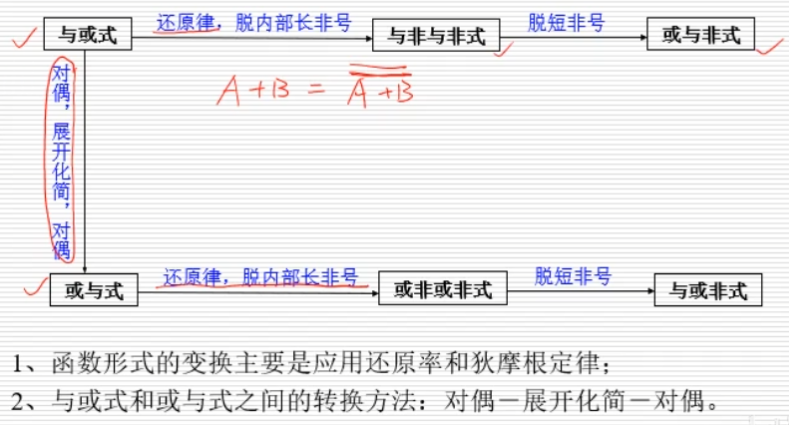 与或式 还原律，脱内部长非号 与非与非式 脱短非号 或与非式
A+B = A̿+̿B̿
对偶，展开化简，对偶
或与式 还原律，脱内部长非号 或非或非式 脱短非号 与或非式
1、函数形式的变换主要是应用还原率和狄摩根定律；
2、与或式和或与式之间的转换方法：对偶－展开化简－对偶。